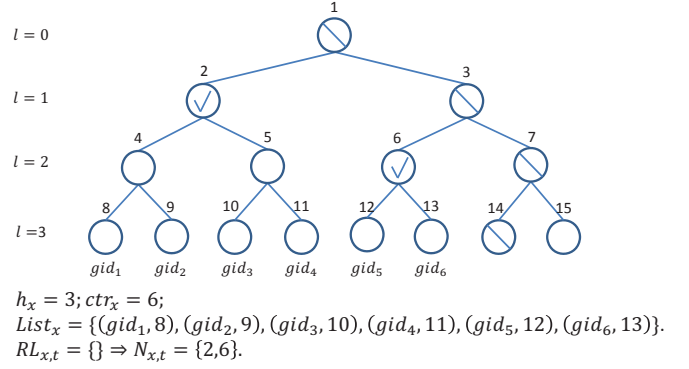 1
l = 0
2 3
l = 1
4 5 6 7
l = 2
8 9 10 11 12 13 14 15
l =3
gid₁ gid₂ gid₃ gid₄ gid₅ gid₆
hₓ = 3; ctrₓ = 6;
Listₓ = {(gid₁, 8), (gid₂, 9), (gid₃, 10), (gid₄, 11), (gid₅, 12), (gid₆, 13)}.
RLₓ,ₜ = {} ⇒ Nₓ,ₜ = {2,6}.